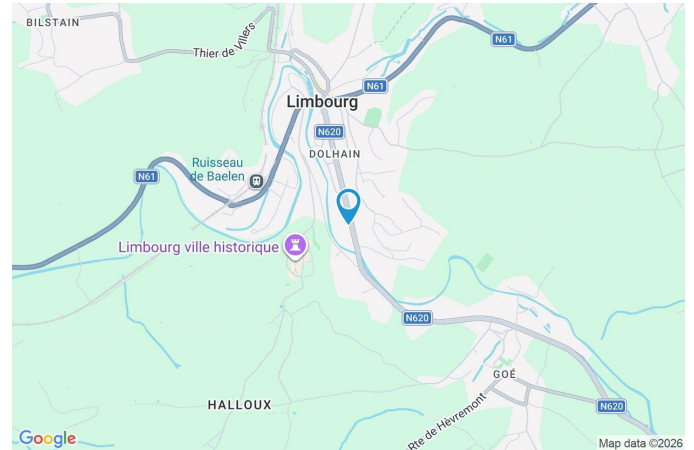 BILSTAIN
Thier de Villers
N61
N61
Limbourg
N620
DOLHAIN
Ruisseau
de Baelen
N61
Limbourg ville historique
N620
GOÉ
HALLOUX
Rte de Hèvremont
N620
Google
Map data ©2026